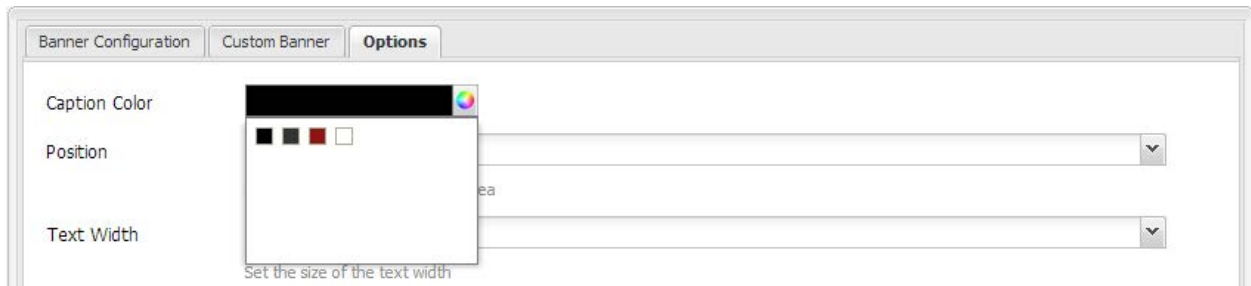 Banner Configuration Custom Banner Options
Caption Color
Position
ea
Text Width
Set the size of the text width